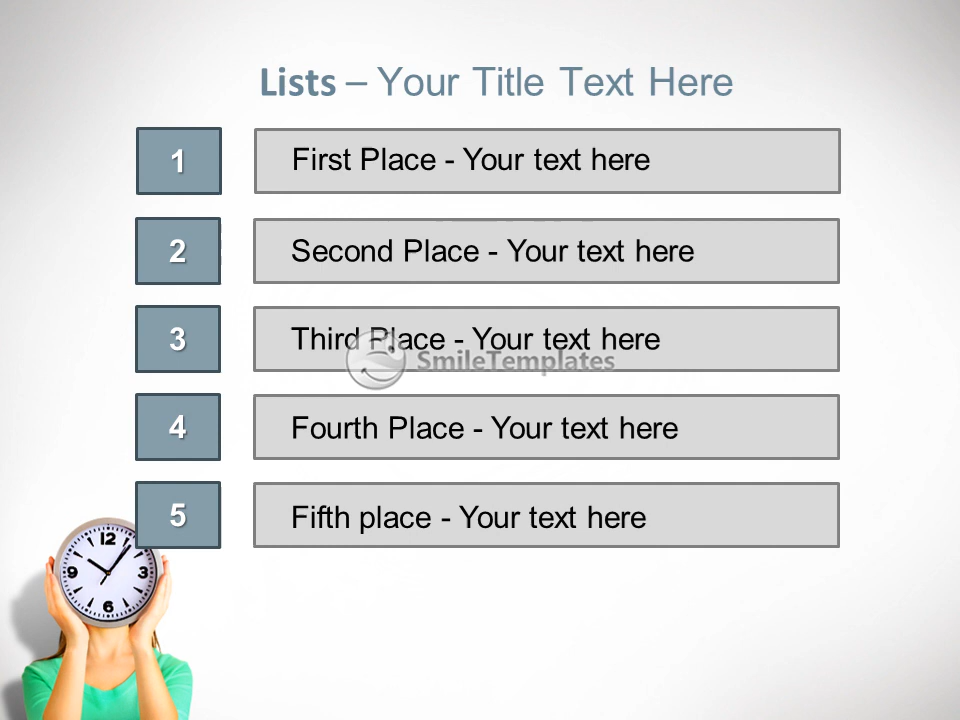 Lists – Your Title Text Here
1 First Place - Your text here
2 Second Place - Your text here
3 Third Place - Your text here
SmileTemplates
4 Fourth Place - Your text here
5 Fifth place - Your text here
12
9 3
6